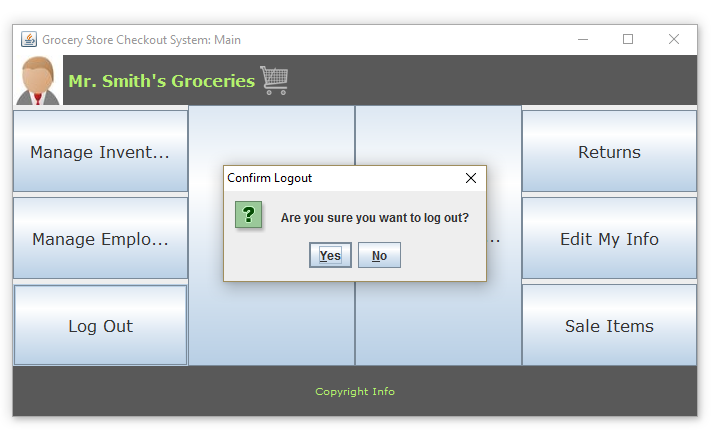 Grocery Store Checkout System: Main
Mr. Smith's Groceries
Manage Invent...
Returns
Confirm Logout
?
Are you sure you want to log out?
Yes No
Manage Emplo...
..
Edit My Info
Log Out
Sale Items
Copyright Info